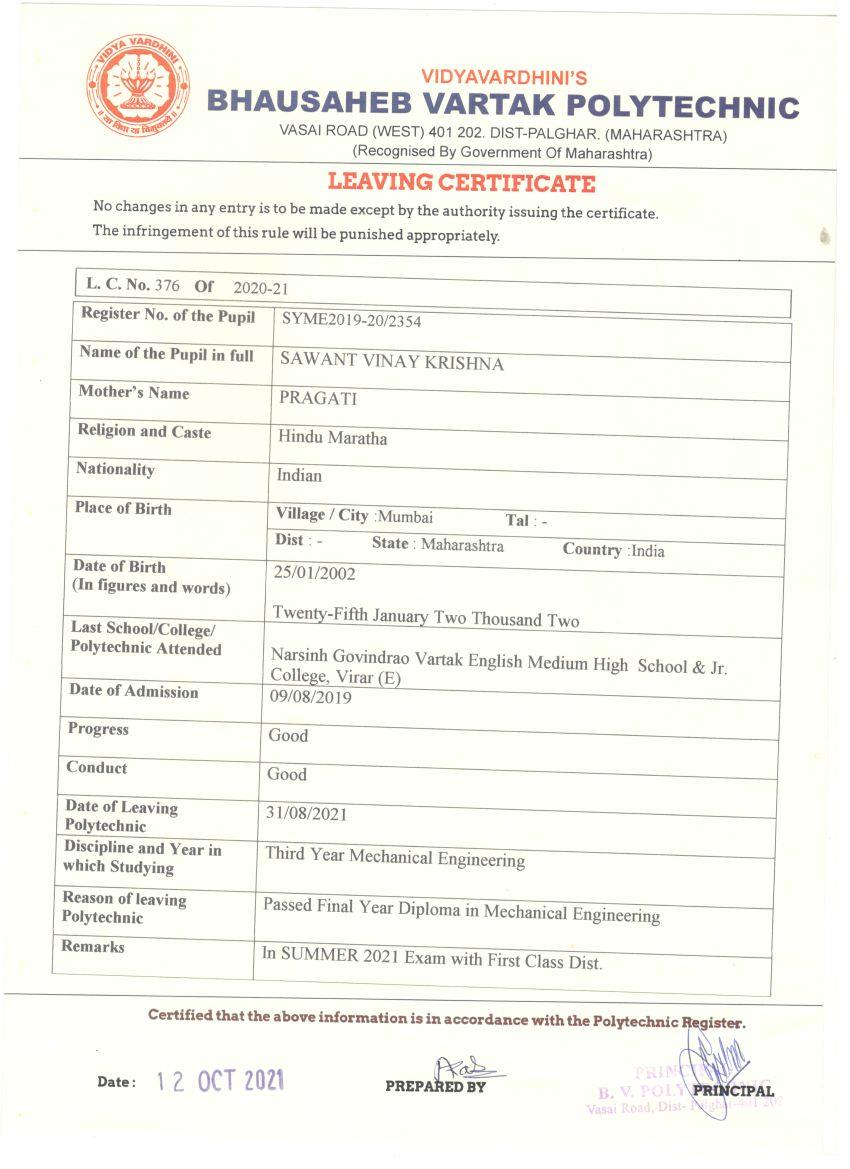 VIDYA VARDHINI
॥ सा विद्या या विमुक्तये ॥
VIDYAVARDHINI'S
BHAUSAHEB VARTAK POLYTECHNIC
VASAI ROAD (WEST) 401 202. DIST-PALGHAR. (MAHARASHTRA)
(Recognised By Government Of Maharashtra)
LEAVING CERTIFICATE
No changes in any entry is to be made except by the authority issuing the certificate.
The infringement of this rule will be punished appropriately.
L. C. No. 376 Of 2020-21
Register No. of the Pupil SYME2019-20/2354
Name of the Pupil in full SAWANT VINAY KRISHNA
Mother's Name PRAGATI
Religion and Caste Hindu Maratha
Nationality Indian
Place of Birth Village / City :Mumbai Tal : -
Dist : - State : Maharashtra Country :India
Date of Birth 25/01/2002
(In figures and words)
Twenty-Fifth January Two Thousand Two
Last School/College/
Polytechnic Attended Narsinh Govindrao Vartak English Medium High School & Jr.
College, Virar (E)
Date of Admission 09/08/2019
Progress Good
Conduct Good
Date of Leaving 31/08/2021
Polytechnic
Discipline and Year in Third Year Mechanical Engineering
which Studying
Reason of leaving Passed Final Year Diploma in Mechanical Engineering
Polytechnic
Remarks In SUMMER 2021 Exam with First Class Dist.
Certified that the above information is in accordance with the Polytechnic Register.
Date : 12 OCT 2021 PREPARED BY PRINCIPAL
B. V.
Vasai Road, Dist-